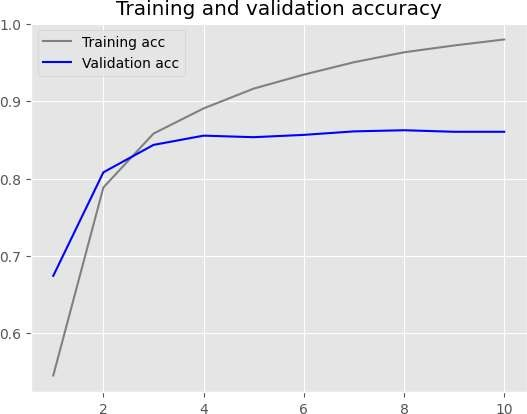 Training and validation accuracy
1.0
Training acc
Validation acc
0.9
0.8
0.7
0.6
2 4 6 8 10